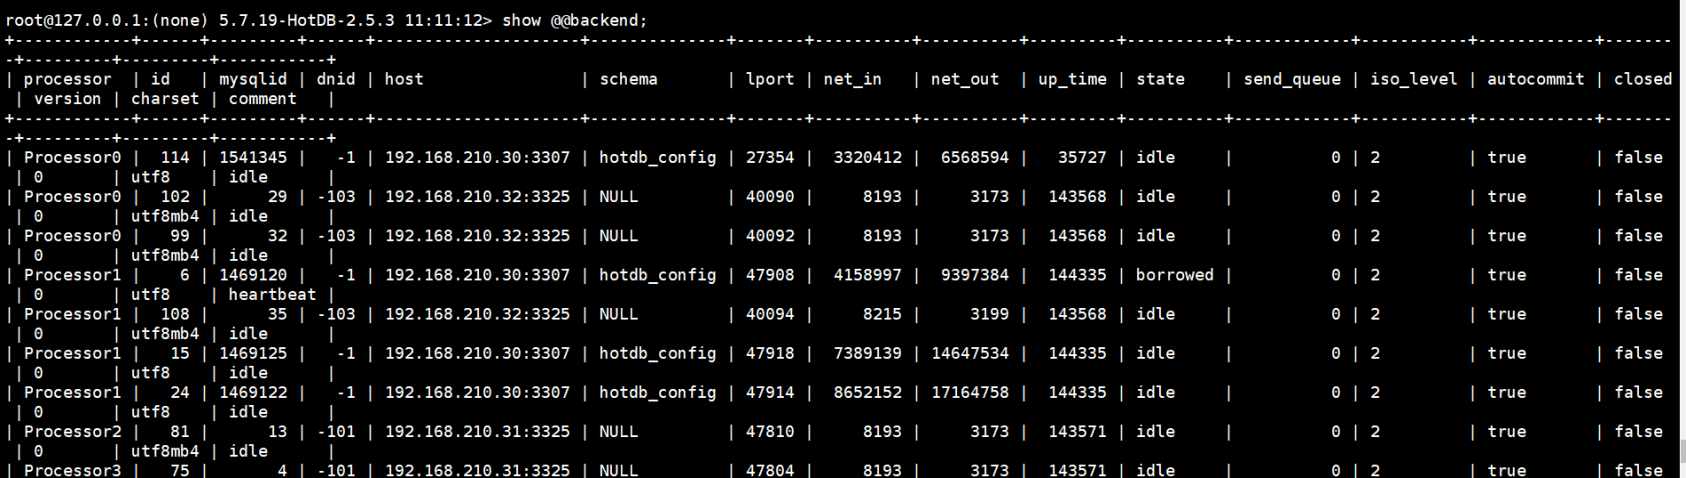 root@127.0.0.1:(none) 5.7.19-HotDB-2.5.3 11:11:12> show @@backend;
+------------+------+---------+------+---------------------+--------------+-------+----------+----------+---------+----------+------------+-----------+------------+-------
-+---------+---------+-----------+
| processor  | id   | mysqlid | dnid | host                | schema       | lport | net_in   | net_out  | up_time | state    | send_queue | iso_level | autocommit | closed
 | version | charset | comment   |
+------------+------+---------+------+---------------------+--------------+-------+----------+----------+---------+----------+------------+-----------+------------+-------
-+---------+---------+-----------+
| Processor0 |  114 | 1541345 |   -1 | 192.168.210.30:3307 | hotdb_config | 27354 |  3320412 |  6568594 |   35727 | idle     |          0 | 2         | true       | false
 | 0       | utf8    | idle      |
| Processor0 |  102 |      29 | -103 | 192.168.210.32:3325 | NULL         | 40090 |     8193 |     3173 |  143568 | idle     |          0 | 2         | true       | false
 | 0       | utf8mb4 | idle      |
| Processor0 |   99 |      32 | -103 | 192.168.210.32:3325 | NULL         | 40092 |     8193 |     3173 |  143568 | idle     |          0 | 2         | true       | false
 | 0       | utf8mb4 | idle      |
| Processor1 |    6 | 1469120 |   -1 | 192.168.210.30:3307 | hotdb_config | 47908 |  4158997 |  9397384 |  144335 | borrowed |          0 | 2         | true       | false
 | 0       | utf8    | heartbeat |
| Processor1 |  108 |      35 | -103 | 192.168.210.32:3325 | NULL         | 40094 |     8215 |     3199 |  143568 | idle     |          0 | 2         | true       | false
 | 0       | utf8mb4 | idle      |
| Processor1 |   15 | 1469125 |   -1 | 192.168.210.30:3307 | hotdb_config | 47918 |  7389139 | 14647534 |  144335 | idle     |          0 | 2         | true       | false
 | 0       | utf8    | idle      |
| Processor1 |   24 | 1469122 |   -1 | 192.168.210.30:3307 | hotdb_config | 47914 |  8652152 | 17164758 |  144335 | idle     |          0 | 2         | true       | false
 | 0       | utf8    | idle      |
| Processor2 |   81 |      13 | -101 | 192.168.210.31:3325 | NULL         | 47810 |     8193 |     3173 |  143571 | idle     |          0 | 2         | true       | false
 | 0       | utf8mb4 | idle      |
| Processor3 |   75 |       4 | -101 | 192.168.210.31:3325 | NULL         | 47804 |     8193 |     3173 |  143571 | idle     |          0 | 2         | true       | false